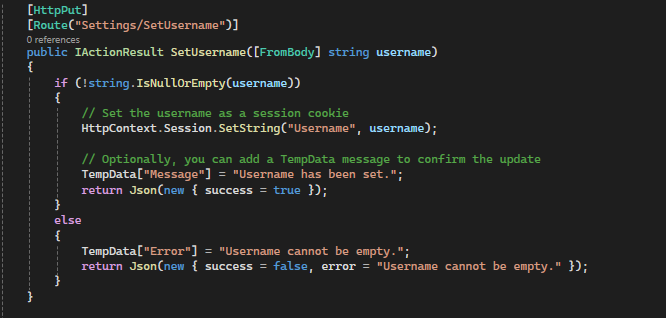 [HttpPut]
[Route("Settings/SetUsername")]
0 references
public IActionResult SetUsername([FromBody] string username)
{
if (!string.IsNullOrEmpty(username))
{
// Set the username as a session cookie
HttpContext.Session.SetString("Username", username);
// Optionally, you can add a TempData message to confirm the update
TempData["Message"] = "Username has been set.";
return Json(new { success = true });
}
else
{
TempData["Error"] = "Username cannot be empty.";
return Json(new { success = false, error = "Username cannot be empty." });
}
}